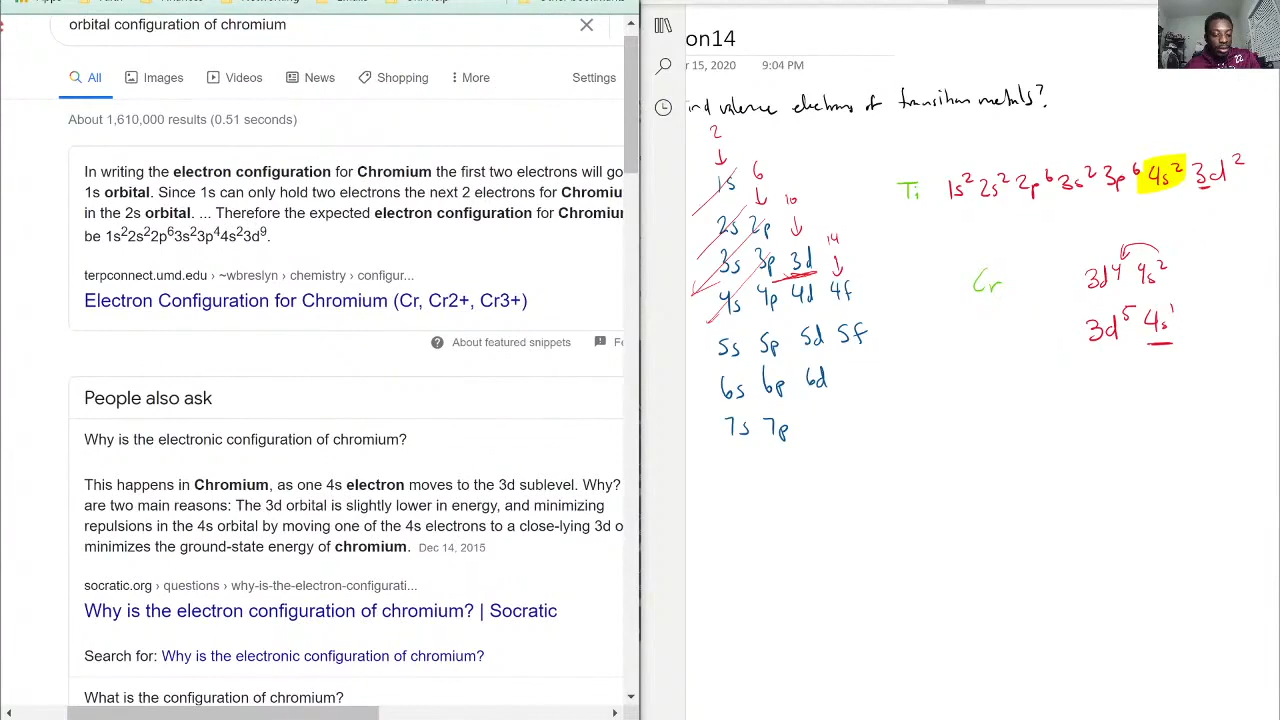 orbital configuration of chromium
All Images Videos News Shopping More Settings
About 1,610,000 results (0.51 seconds)
In writing the electron configuration for Chromium the first two electrons will go
1s orbital. Since 1s can only hold two electrons the next 2 electrons for Chromiu
in the 2s orbital. ... Therefore the expected electron configuration for Chromiun
be 1s²2s²2p⁶3s²3p⁴4s²3d⁹.
terpconnect.umd.edu › ~wbreslyn › chemistry › configur...
Electron Configuration for Chromium (Cr, Cr2+, Cr3+)
About featured snippets Fe
People also ask
Why is the electronic configuration of chromium?
This happens in Chromium, as one 4s electron moves to the 3d sublevel. Why?
are two main reasons: The 3d orbital is slightly lower in energy, and minimizing
repulsions in the 4s orbital by moving one of the 4s electrons to a close-lying 3d o
minimizes the ground-state energy of chromium. Dec 14, 2015
socratic.org › questions › why-is-the-electron-configurati...
Why is the electron configuration of chromium? | Socratic
Search for: Why is the electronic configuration of chromium?
What is the configuration of chromium?
on14
r 15, 2020 9:04 PM
ind valence electrons of transition metals?
2
6
10
14
1s
2s 2p
3s 3p 3d
4s 4p 4d 4f
5s 5p 5d 5f
6s 6p 6d
7s 7p
Ti 1s² 2s² 2p⁶ 3s² 3p⁶ 4s² 3d²
Cr 3d⁴ 4s²
3d⁵ 4s¹